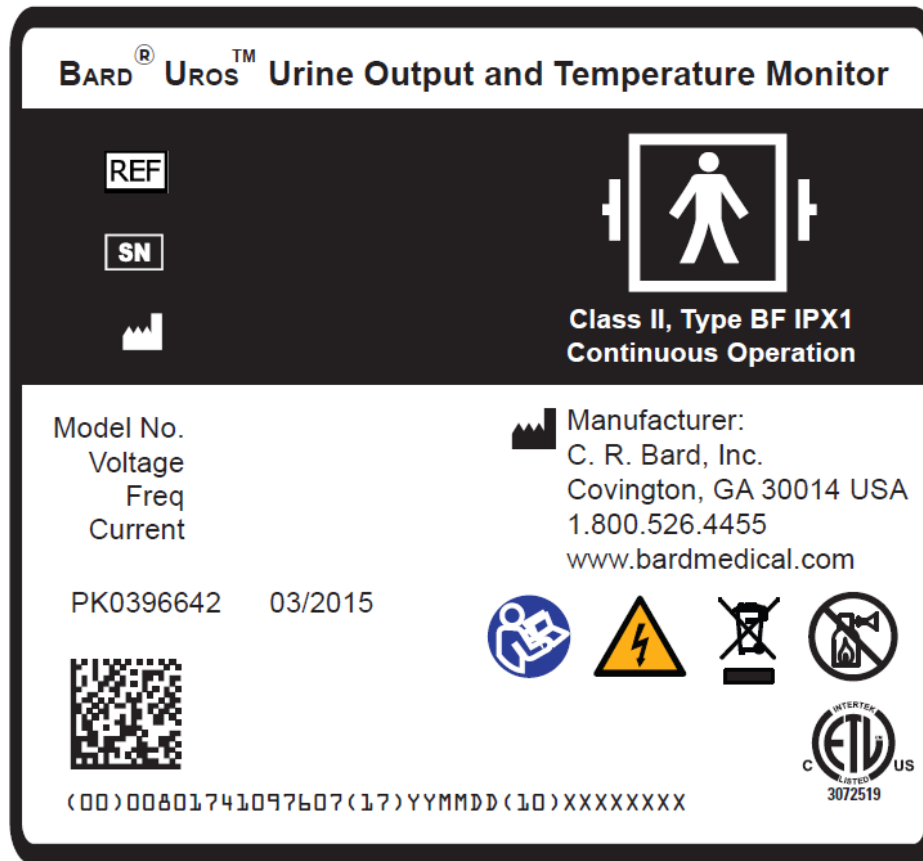 BARD® UROS™ Urine Output and Temperature Monitor
REF
SN
Class II, Type BF IPX1
Continuous Operation
Model No.
Voltage
Freq
Current
Manufacturer:
C. R. Bard, Inc.
Covington, GA 30014 USA
1.800.526.4455
www.bardmedical.com
PK0396642 03/2015
INTERTEK
C ETL US
LISTED
3072519
(00)00801741097607(17)YYMMDD(10)XXXXXXXX